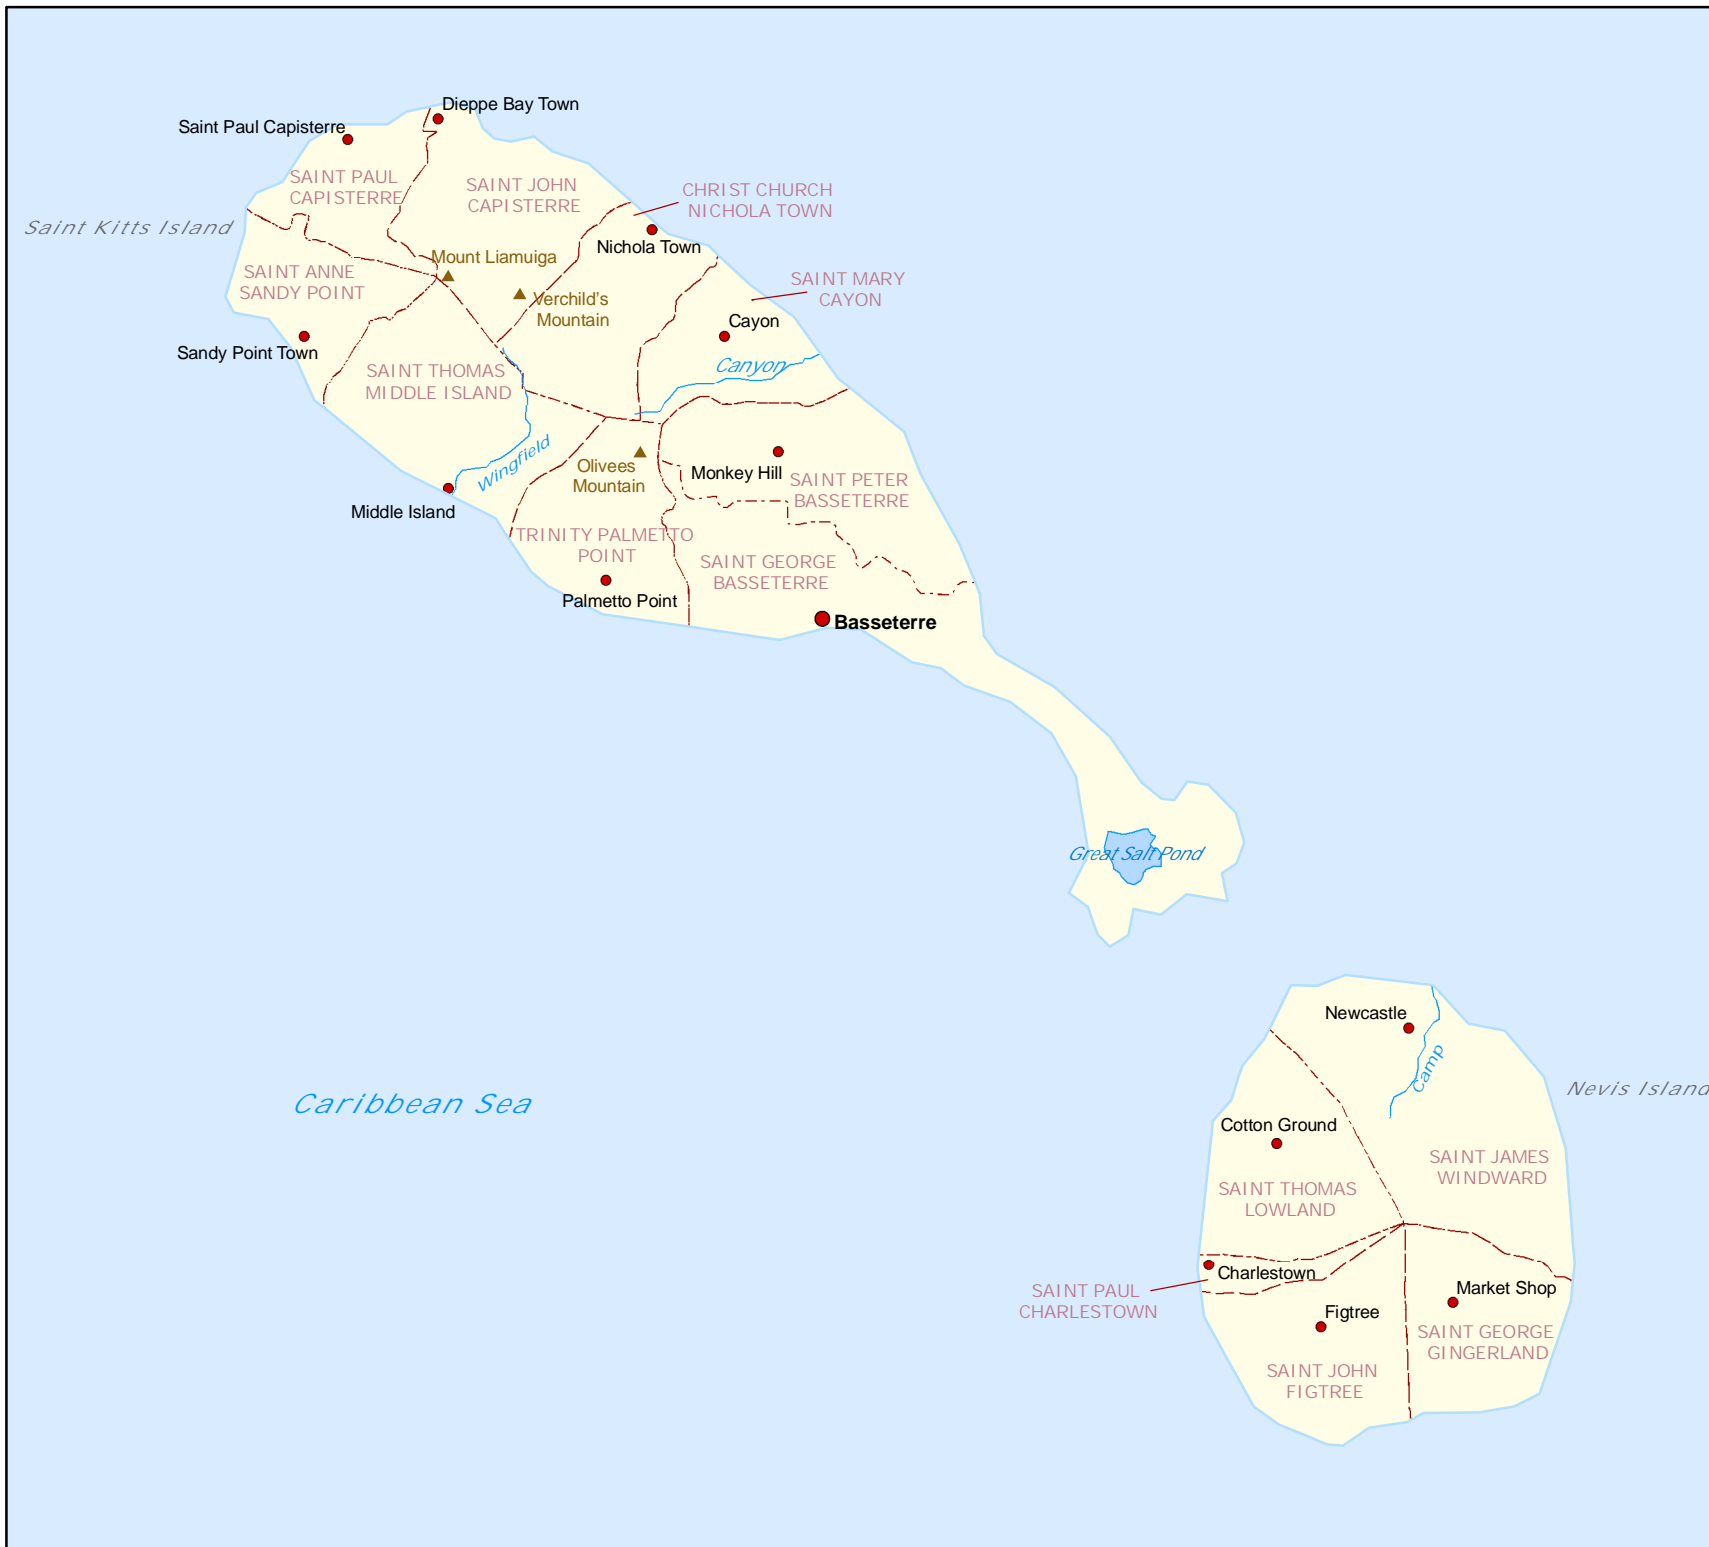 Dieppe Bay Town
Saint Paul Capisterre
SAINT PAUL
CAPISTERRE
SAINT JOHN
CAPISTERRE
CHRIST CHURCH
NICHOLA TOWN
Saint Kitts Island
Nichola Town
Mount Liamuiga
SAINT ANNE
SANDY POINT
SAINT MARY
CAYON
Verchild's
Mountain
Cayon
Sandy Point Town
Canyon
SAINT THOMAS
MIDDLE ISLAND
Wingfield
Olivees
Mountain
Monkey Hill
SAINT PETER
BASSETERRE
Middle Island
TRINITY PALMETTO
POINT
SAINT GEORGE
BASSETERRE
Palmetto Point
Basseterre
Great Salt Pond
Newcastle
Camp
Nevis Island
Caribbean Sea
Cotton Ground
SAINT JAMES
WINDWARD
SAINT THOMAS
LOWLAND
Charlestown
SAINT PAUL
CHARLESTOWN
Market Shop
Figtree
SAINT GEORGE
GINGERLAND
SAINT JOHN
FIGTREE